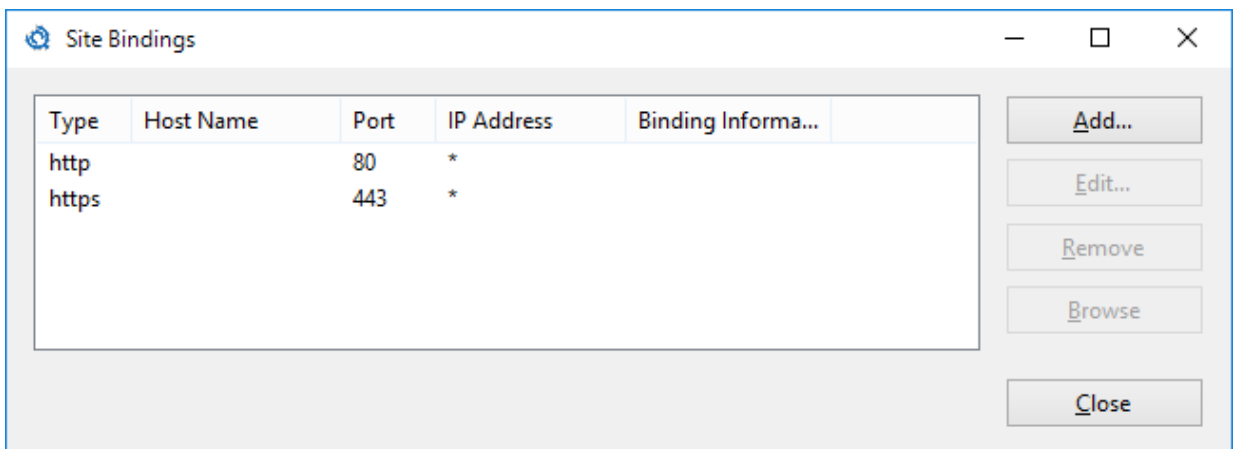 Site Bindings
Type Host Name Port IP Address Binding Informa...
http 80 *
https 443 *
Add...
Edit...
Remove
Browse
Close